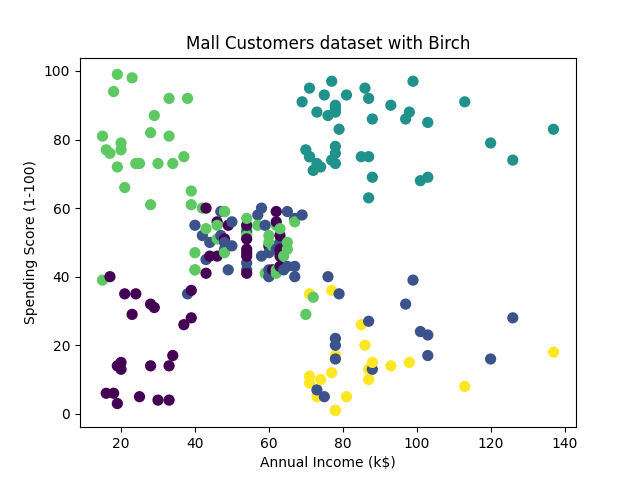 Mall Customers dataset with Birch
100
80
60
40
20
0
Spending Score (1-100)
20 40 60 80 100 120 140
Annual Income (k$)